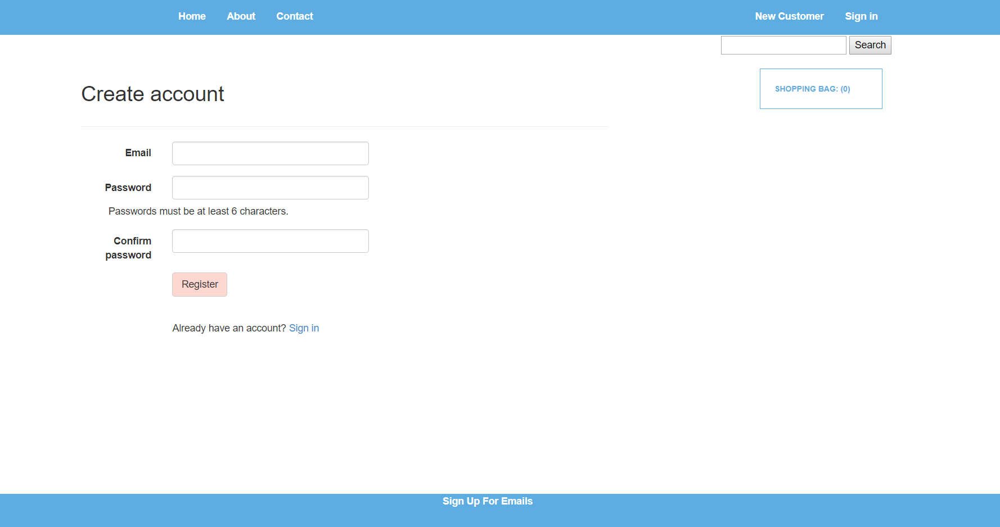 Home About Contact New Customer Sign in
Search
SHOPPING BAG: (0)
Create account
Email
Password
Passwords must be at least 6 characters.
Confirm
password
Register
Already have an account? Sign in
Sign Up For Emails